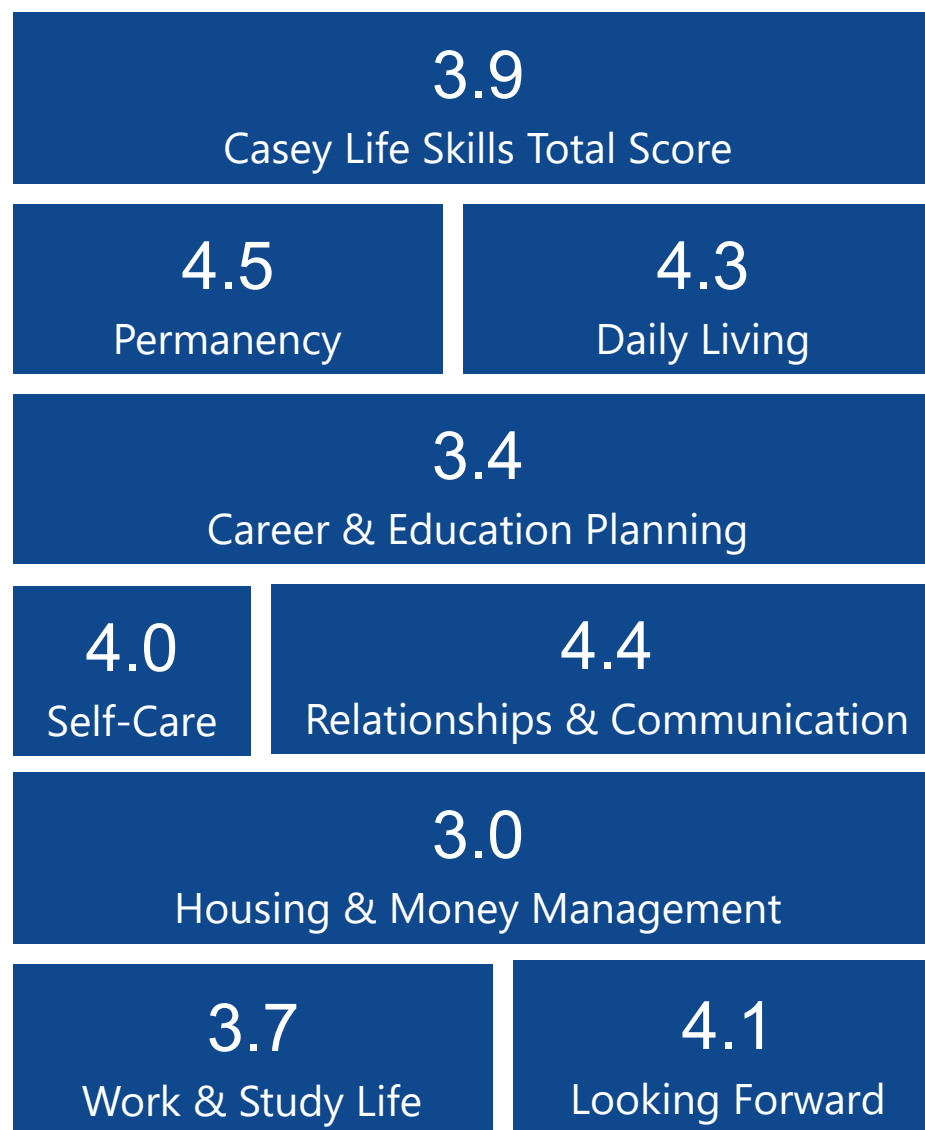 3.9
Casey Life Skills Total Score
4.5
Permanency
4.3
Daily Living
3.4
Career & Education Planning
4.0
Self-Care
4.4
Relationships & Communication
3.0
Housing & Money Management
3.7
Work & Study Life
4.1
Looking Forward